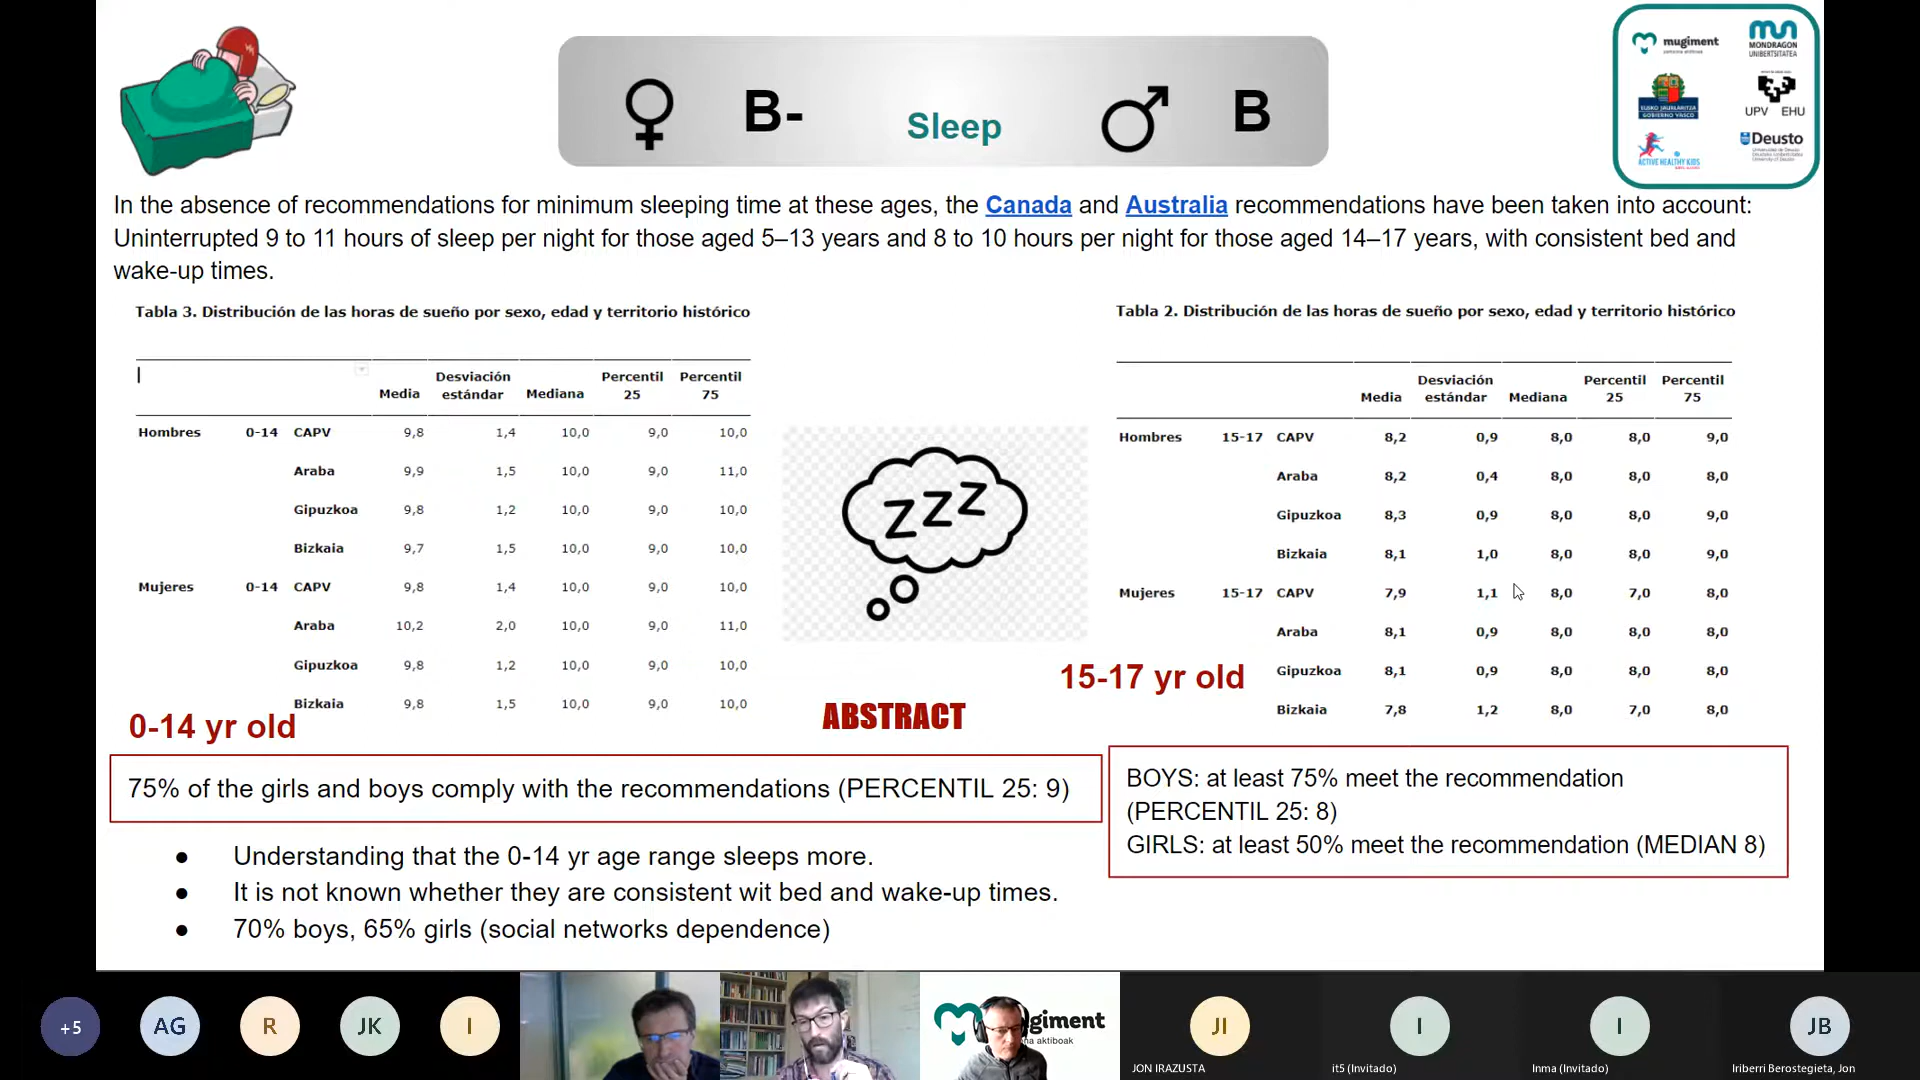 B-
Sleep
B
mugiment
MONDRAGON
UNIBERTSITATEA
EUSKO JAURLARITZA
GOBIERNO VASCO
UPV EHU
ACTIVE HEALTHY KIDS
Deusto
Universidad de Deusto
Deustuko Unibertsitatea
University of Deusto
In the absence of recommendations for minimum sleeping time at these ages, the Canada and Australia recommendations have been taken into account:
Uninterrupted 9 to 11 hours of sleep per night for those aged 5–13 years and 8 to 10 hours per night for those aged 14–17 years, with consistent bed and
wake-up times.
Tabla 3. Distribución de las horas de sueño por sexo, edad y territorio histórico
Media Desviación estándar Mediana Percentil 25 Percentil 75
Hombres 0-14 CAPV 9,8 1,4 10,0 9,0 10,0
Araba 9,9 1,5 10,0 9,0 11,0
Gipuzkoa 9,8 1,2 10,0 9,0 10,0
Bizkaia 9,7 1,5 10,0 9,0 10,0
Mujeres 0-14 CAPV 9,8 1,4 10,0 9,0 10,0
Araba 10,2 2,0 10,0 9,0 11,0
Gipuzkoa 9,8 1,2 10,0 9,0 10,0
Bizkaia 9,8 1,5 10,0 9,0 10,0
0-14 yr old
zzz
ABSTRACT
Tabla 2. Distribución de las horas de sueño por sexo, edad y territorio histórico
Media Desviación estándar Mediana Percentil 25 Percentil 75
Hombres 15-17 CAPV 8,2 0,9 8,0 8,0 9,0
Araba 8,2 0,4 8,0 8,0 8,0
Gipuzkoa 8,3 0,9 8,0 8,0 9,0
Bizkaia 8,1 1,0 8,0 8,0 9,0
Mujeres 15-17 CAPV 7,9 1,1 8,0 7,0 8,0
Araba 8,1 0,9 8,0 8,0 8,0
Gipuzkoa 8,1 0,9 8,0 8,0 8,0
Bizkaia 7,8 1,2 8,0 7,0 8,0
15-17 yr old
75% of the girls and boys comply with the recommendations (PERCENTIL 25: 9)
BOYS: at least 75% meet the recommendation
(PERCENTIL 25: 8)
GIRLS: at least 50% meet the recommendation (MEDIAN 8)
● Understanding that the 0-14 yr age range sleeps more.
● It is not known whether they are consistent wit bed and wake-up times.
● 70% boys, 65% girls (social networks dependence)
+5
AG
R
JK
I
giment
na aktiboak
JI
JON IRAZUSTA
I
it5 (Invitado)
I
Inma (Invitado)
JB
Iriberri Berostegieta, Jon